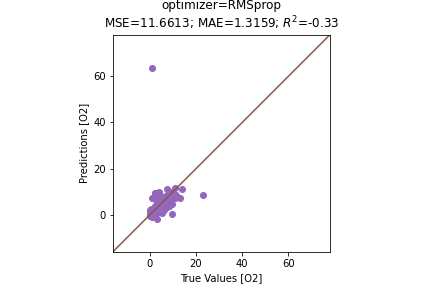 optimizer=RMSprop
MSE=11.6613; MAE=1.3159; R²=-0.33
60
40
20
0
Predictions [O2]
0 20 40 60
True Values [O2]